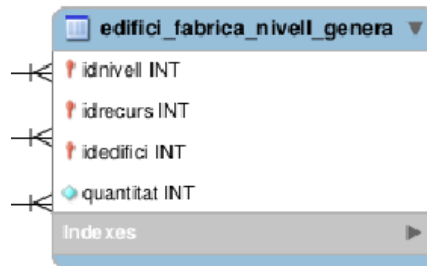 edifici_fabrica_nivell_genera
idnivell INT
idrecurs INT
idedifici INT
quantitat INT
Indexes